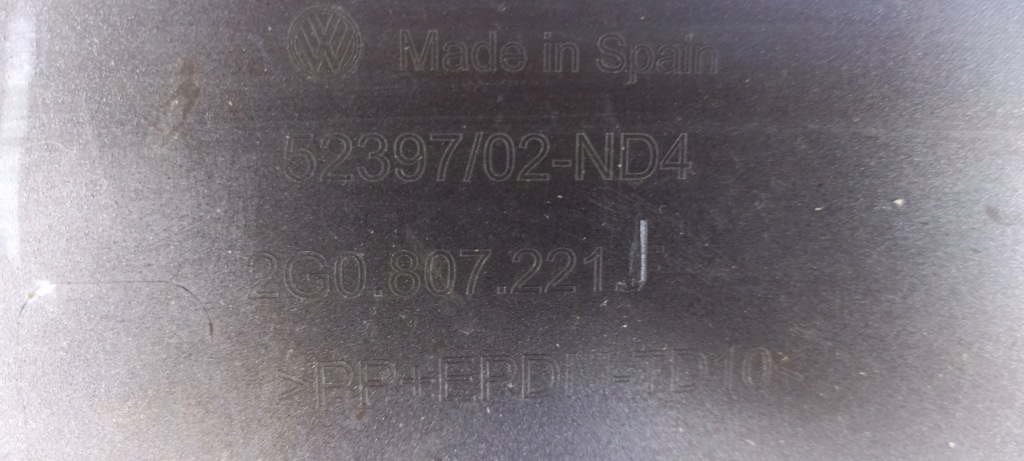 Made in Spain
52397/02-ND4
2G0.807.221.J
>PP+EPDM-TD10<